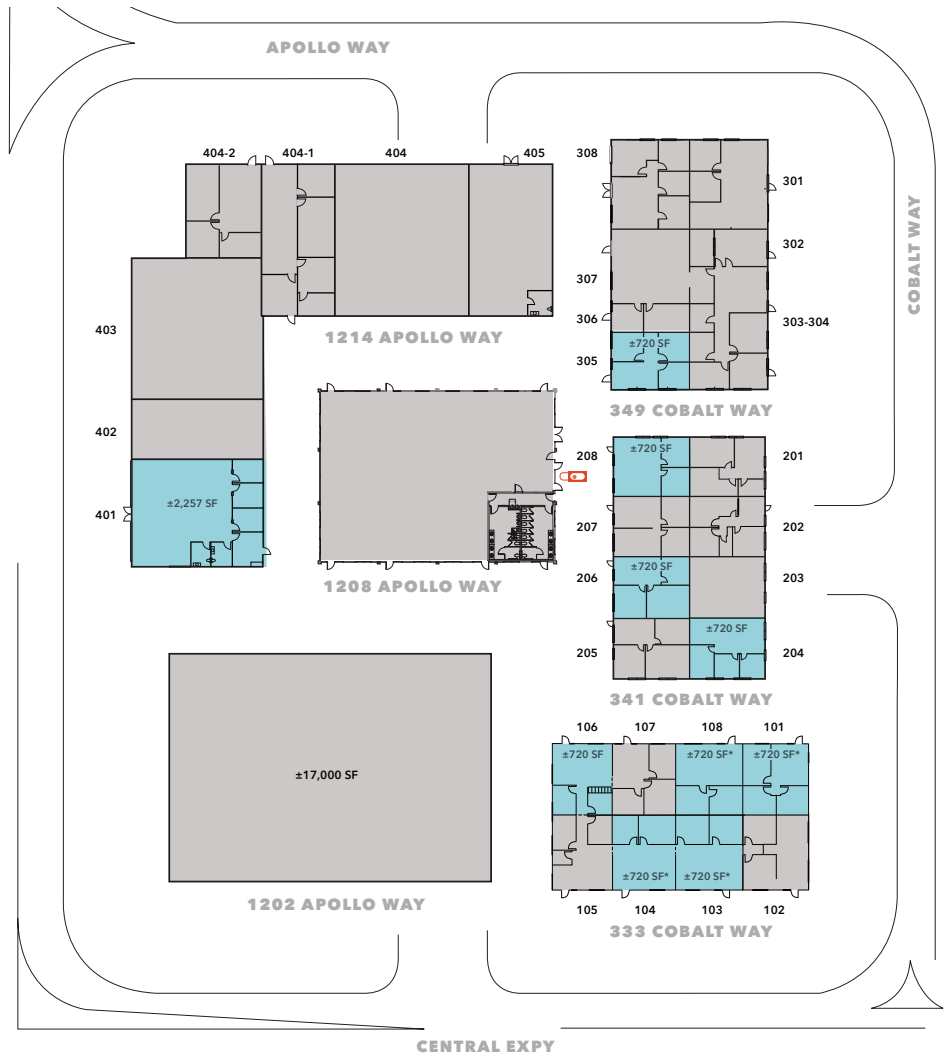 APOLLO WAY
COBALT WAY
404-2
404-1
404
405
403
402
401
±2,257 SF
1214 APOLLO WAY
308
301
302
307
306
303-304
±720 SF
305
349 COBALT WAY
1208 APOLLO WAY
208
±720 SF
201
207
202
206
±720 SF
203
±720 SF
205
204
341 COBALT WAY
±17,000 SF
1202 APOLLO WAY
106
107
108
101
±720 SF
±720 SF*
±720 SF*
±720 SF*
±720 SF*
105
104
103
102
333 COBALT WAY
CENTRAL EXPY